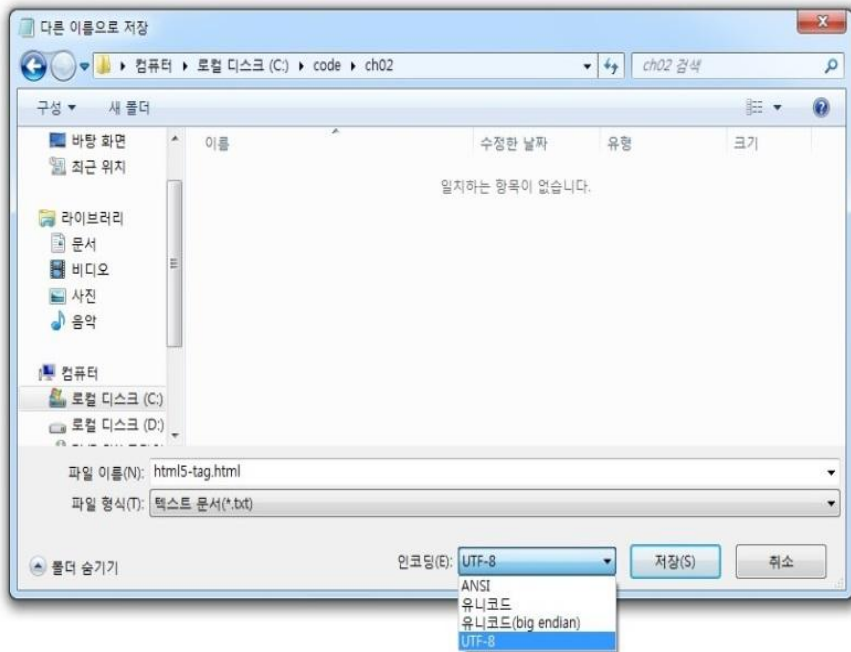 다른 이름으로 저장
컴퓨터 ▸ 로컬 디스크 (C:) ▸ code ▸ ch02
ch02 검색
구성 ▾ 새 폴더
이름 수정한 날짜 유형 크기
일치하는 항목이 없습니다.
바탕 화면
최근 위치
라이브러리
문서
비디오
사진
음악
컴퓨터
로컬 디스크 (C:)
로컬 디스크 (D:)
파일 이름(N): html5-tag.html
파일 형식(T): 텍스트 문서(*.txt)
폴더 숨기기 인코딩(E): UTF-8 저장(S) 취소
ANSI
유니코드
유니코드(big endian)
UTF-8